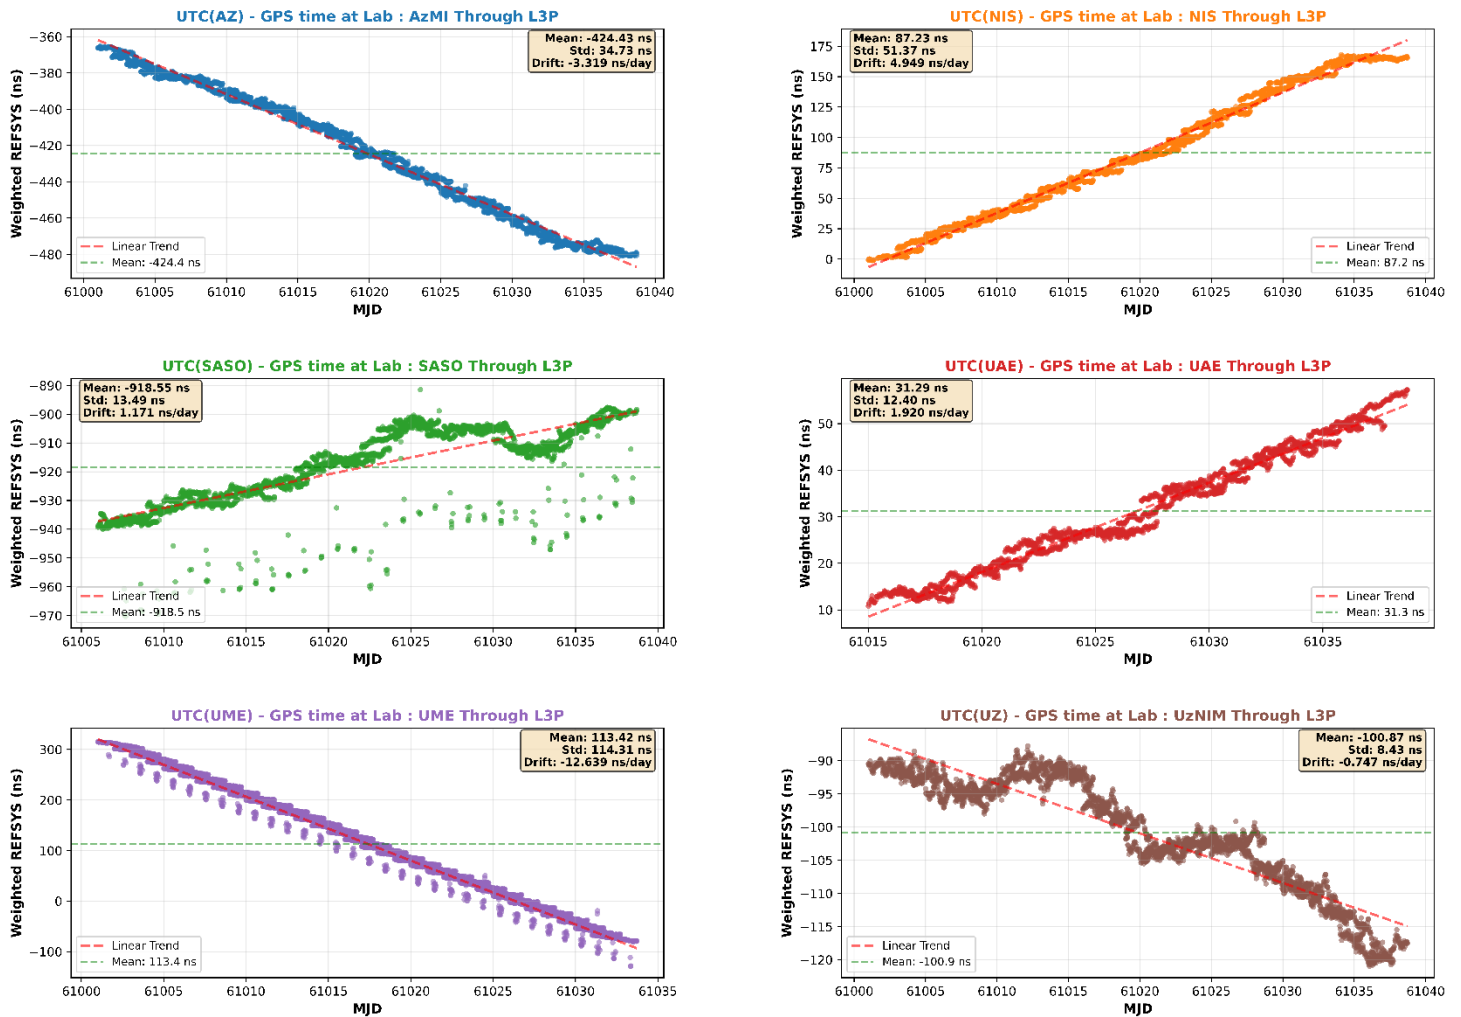 UTC(AZ) - GPS time at Lab : AzMI Through L3P
Weighted REFSYS (ns)
−360
−380
−400
−420
−440
−460
−480
Mean: -424.43 ns
Std: 34.73 ns
Drift: -3.319 ns/day
Linear Trend
Mean: -424.4 ns
61000 61005 61010 61015 61020 61025 61030 61035 61040
MJD
UTC(NIS) - GPS time at Lab : NIS Through L3P
Weighted REFSYS (ns)
175
150
125
100
75
50
25
0
Mean: 87.23 ns
Std: 51.37 ns
Drift: 4.949 ns/day
Linear Trend
Mean: 87.2 ns
61000 61005 61010 61015 61020 61025 61030 61035 61040
MJD
UTC(SASO) - GPS time at Lab : SASO Through L3P
Weighted REFSYS (ns)
−890
−900
−910
−920
−930
−940
−950
−960
−970
Mean: -918.55 ns
Std: 13.49 ns
Drift: 1.171 ns/day
Linear Trend
Mean: -918.5 ns
61005 61010 61015 61020 61025 61030 61035 61040
MJD
UTC(UAE) - GPS time at Lab : UAE Through L3P
Weighted REFSYS (ns)
50
40
30
20
10
Mean: 31.29 ns
Std: 12.40 ns
Drift: 1.920 ns/day
Linear Trend
Mean: 31.3 ns
61015 61020 61025 61030 61035
MJD
UTC(UME) - GPS time at Lab : UME Through L3P
Weighted REFSYS (ns)
300
200
100
0
−100
Mean: 113.42 ns
Std: 114.31 ns
Drift: -12.639 ns/day
Linear Trend
Mean: 113.4 ns
61000 61005 61010 61015 61020 61025 61030 61035
MJD
UTC(UZ) - GPS time at Lab : UzNIM Through L3P
Weighted REFSYS (ns)
−90
−95
−100
−105
−110
−115
−120
Mean: -100.87 ns
Std: 8.43 ns
Drift: -0.747 ns/day
Linear Trend
Mean: -100.9 ns
61000 61005 61010 61015 61020 61025 61030 61035 61040
MJD